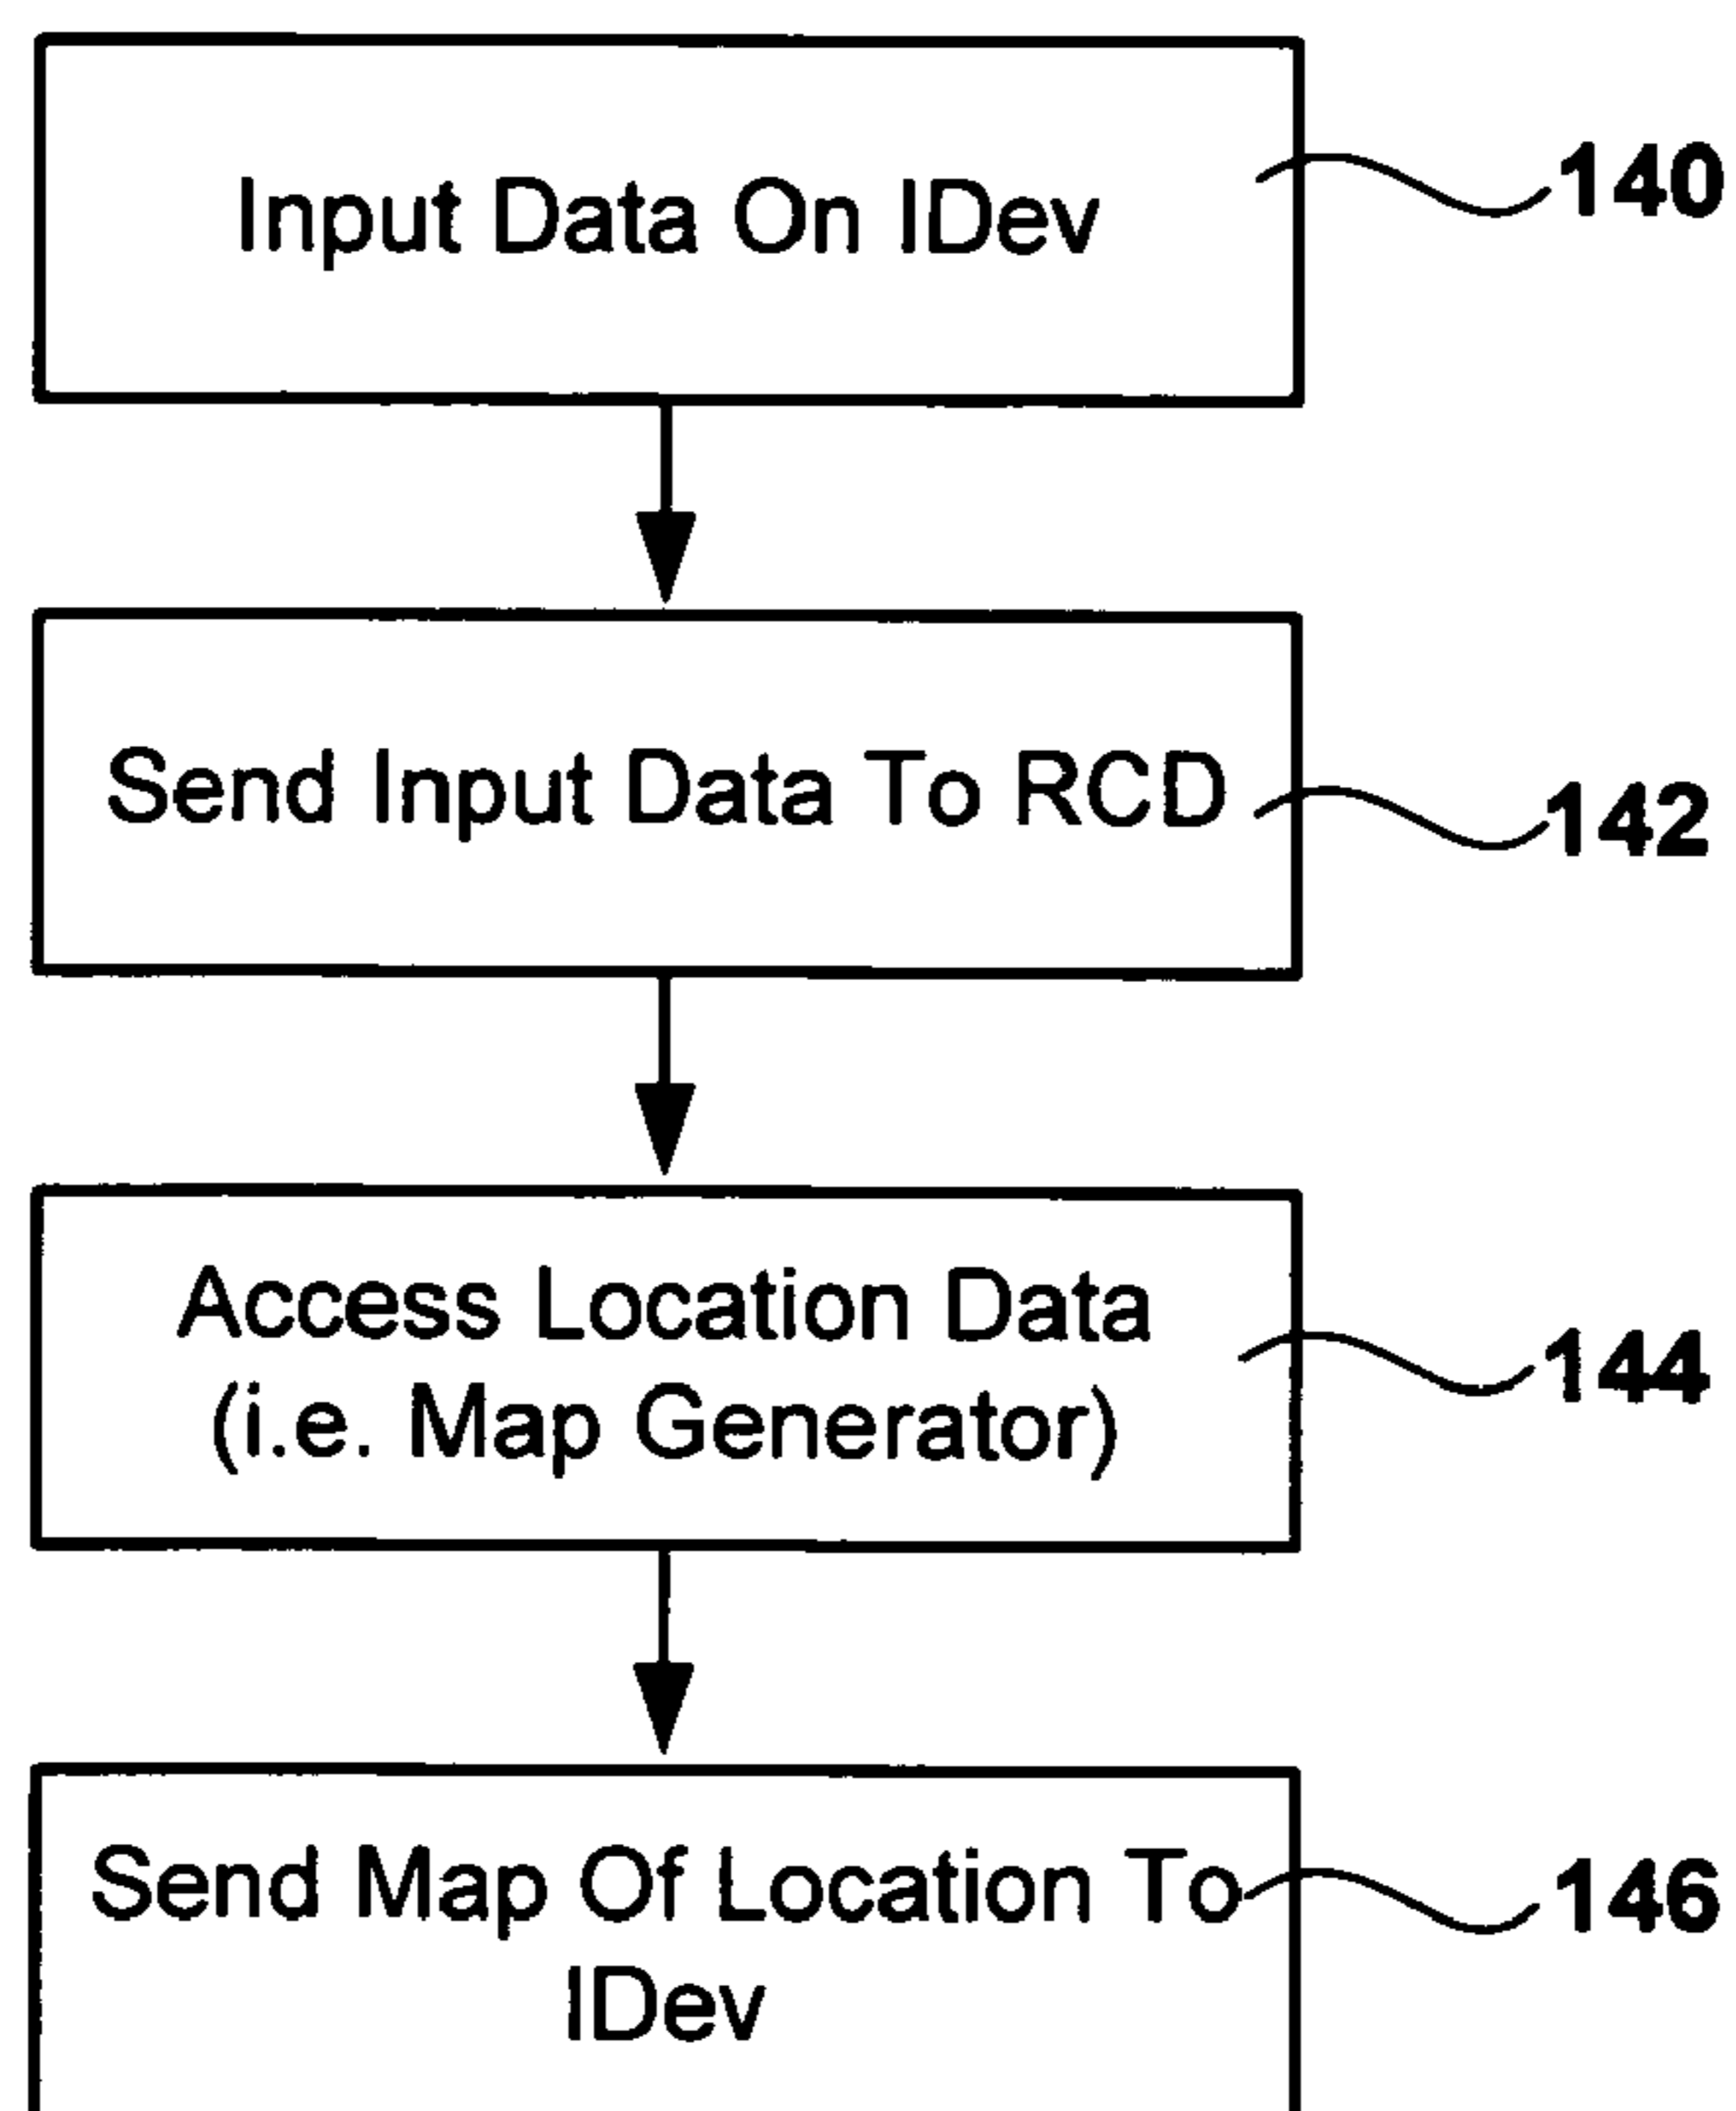 Input Data On IDev
140
Send Input Data To RCD
142
Access Location Data
(i.e. Map Generator)
144
Send Map Of Location To
IDev
146